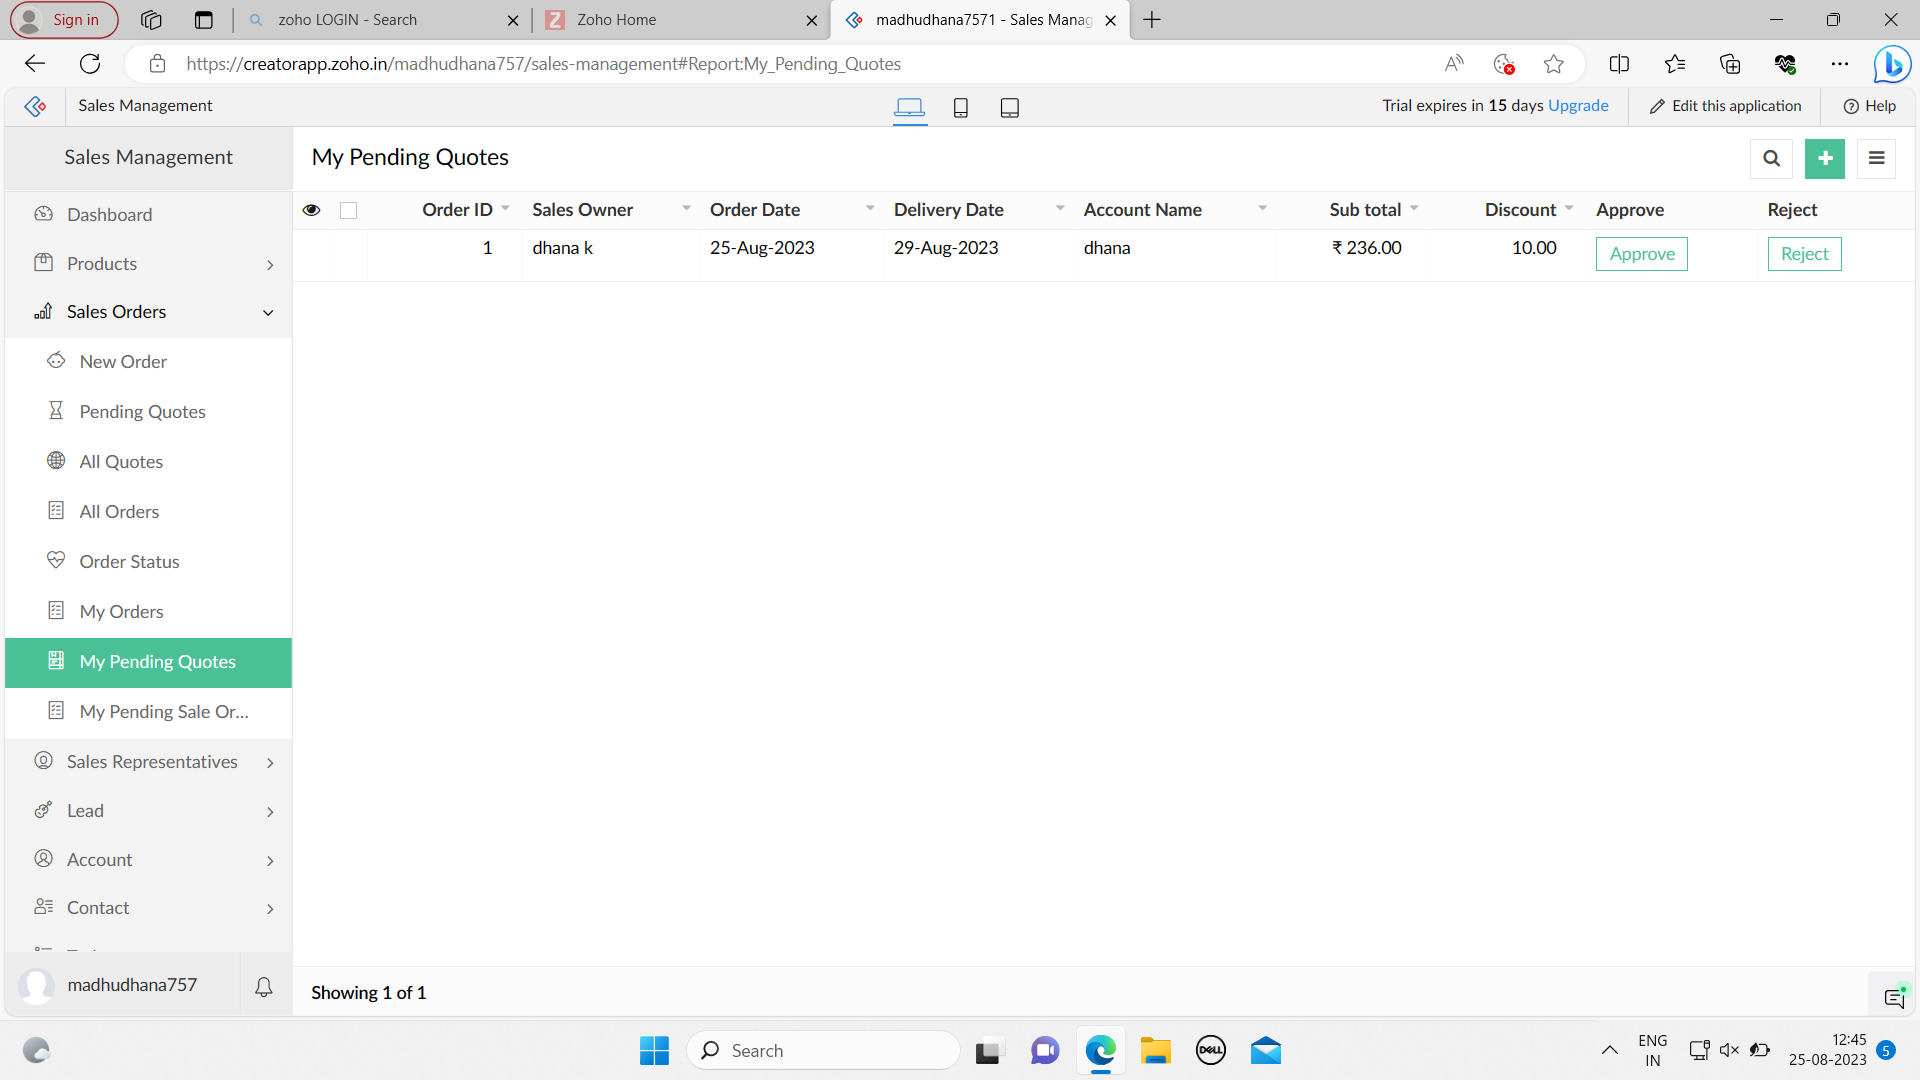 Sign in
zoho LOGIN - Search
Zoho Home
madhudhana7571 - Sales Manag
https://creatorapp.zoho.in/madhudhana757/sales-management#Report:My_Pending_Quotes
Sales Management
Trial expires in 15 days Upgrade
Edit this application
Help
Sales Management
My Pending Quotes
Dashboard
Products
Sales Orders
New Order
Pending Quotes
All Quotes
All Orders
Order Status
My Orders
My Pending Quotes
My Pending Sale Or...
Sales Representatives
Lead
Account
Contact
madhudhana757
Order ID Sales Owner Order Date Delivery Date Account Name Sub total Discount Approve Reject
1 dhana k 25-Aug-2023 29-Aug-2023 dhana ₹ 236.00 10.00 Approve Reject
Showing 1 of 1
Search
DELL
ENG
IN
12:45
25-08-2023
5